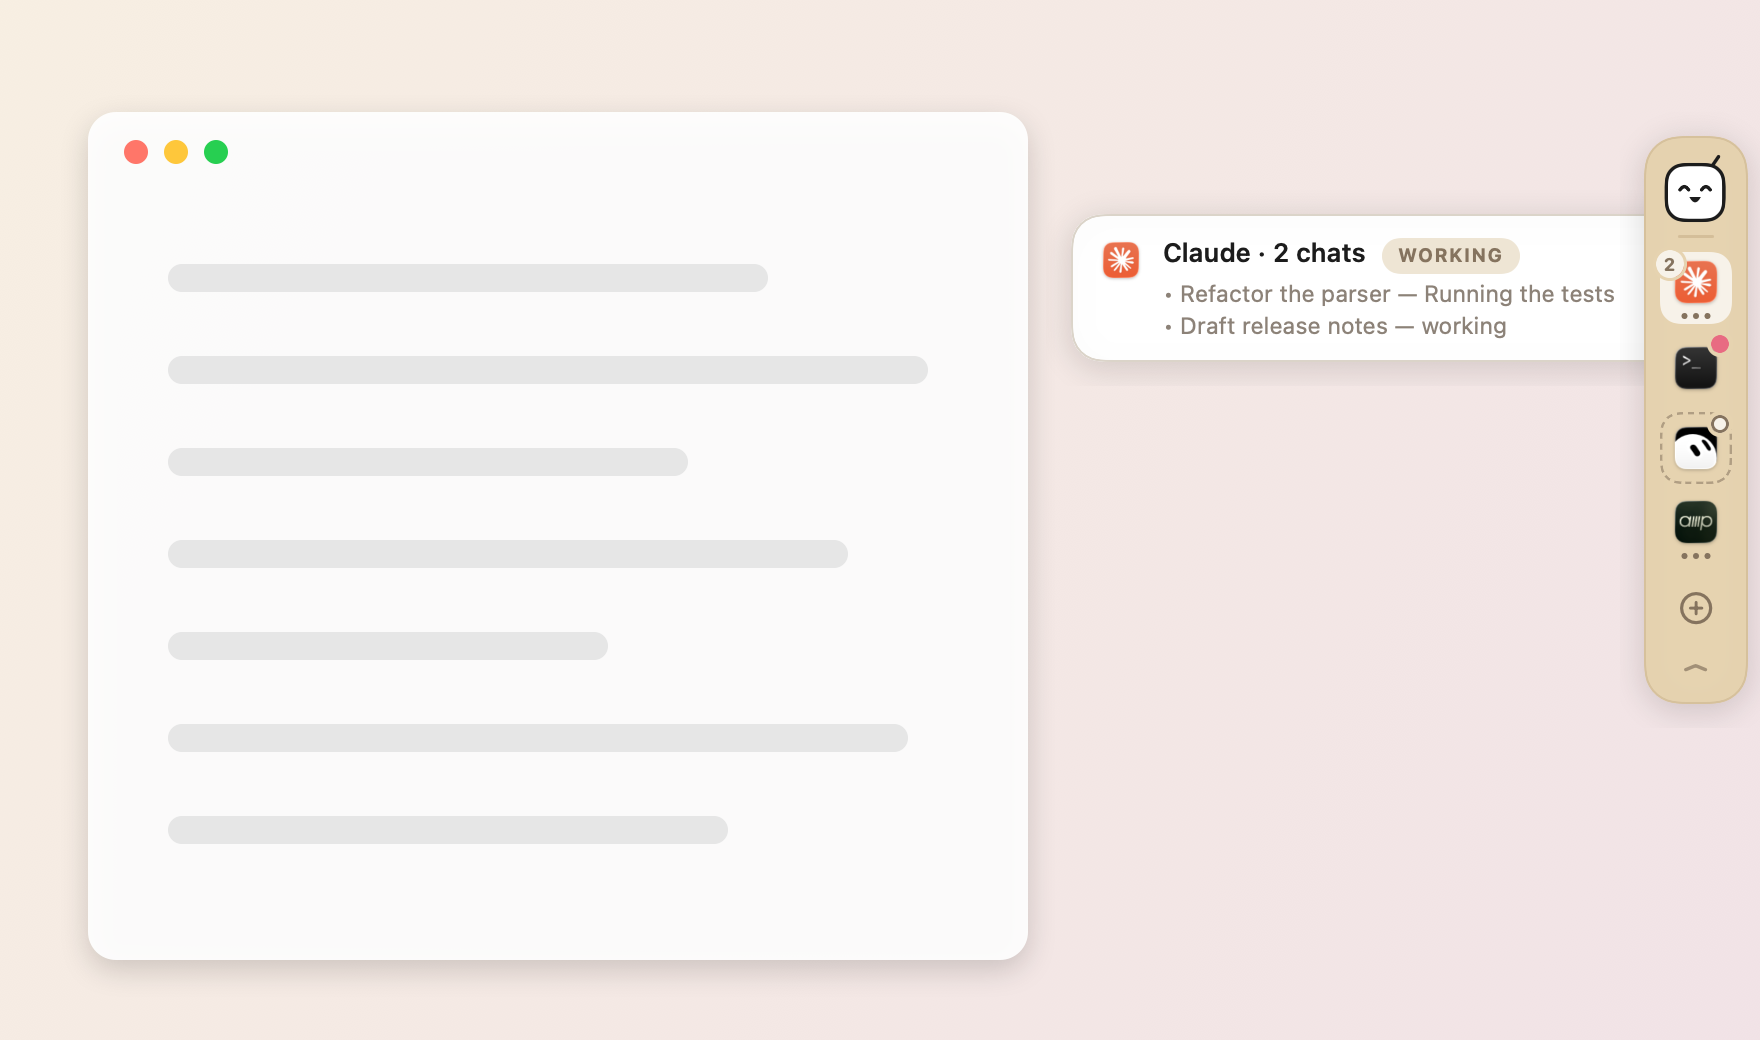 Claude · 2 chats WORKING
• Refactor the parser — Running the tests
• Draft release notes — working
2
>_
amp